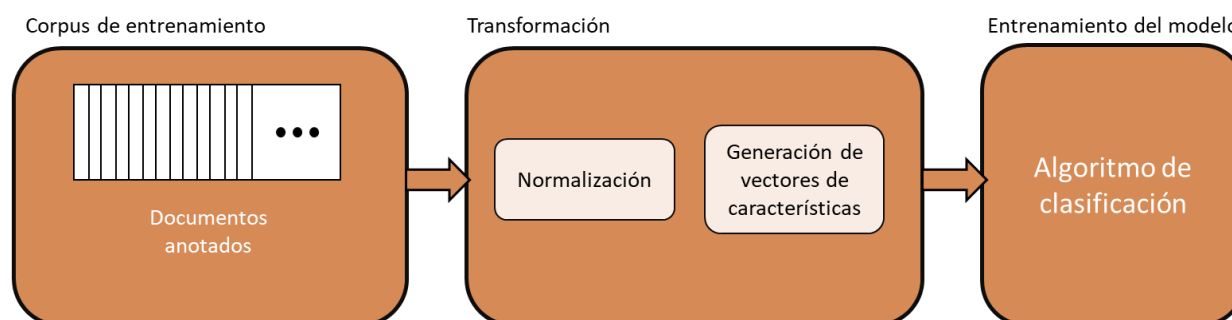 Corpus de entrenamiento
Transformación
Entrenamiento del modelo
Documentos
anotados
Normalización
Generación de
vectores de
características
Algoritmo de
clasificación